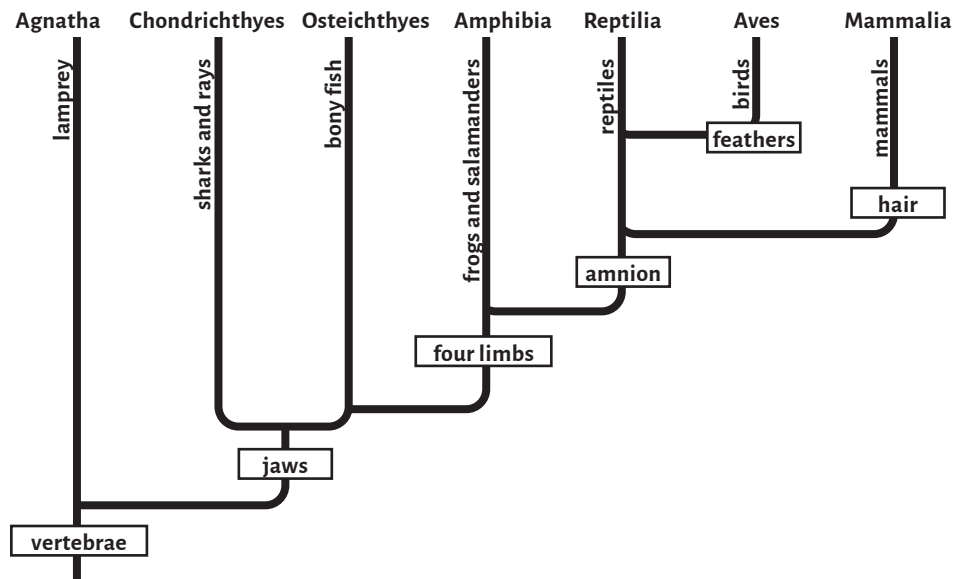 Agnatha Chondrichthyes Osteichthyes Amphibia Reptilia Aves Mammalia
lamprey
sharks and rays
bony fish
frogs and salamanders
reptiles
birds
mammals
feathers
hair
amnion
four limbs
jaws
vertebrae